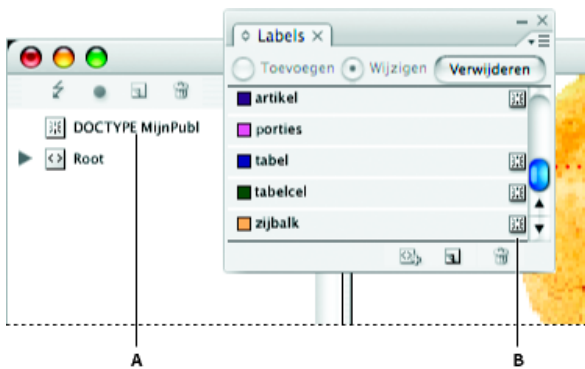 Labels
Toevoegen Wijzigen Verwijderen
DOCTYPE MijnPubl
Root
artikel
porties
tabel
tabelcel
zijbalk
A
B